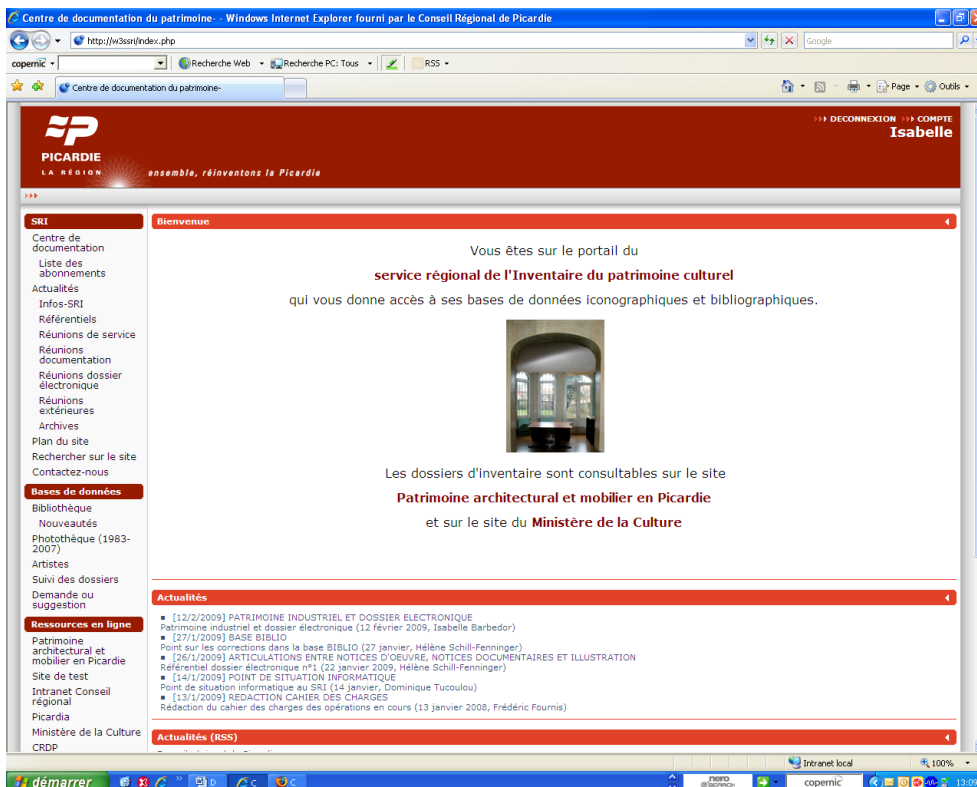 Centre de documentation du patrimoine- - Windows Internet Explorer fourni par le Conseil Régional de Picardie
http://w3ssri/index.php
Google
copernic
Recherche Web
Recherche PC: Tous
RSS
Centre de documentation du patrimoine-
Page
Outils
DECONNEXION
COMPTE
Isabelle
PICARDIE
LA RÉGION
ensemble, réinventons la Picardie
SRI
Centre de
documentation
Liste des
abonnements
Actualités
Infos-SRI
Référentiels
Réunions de service
Réunions
documentation
Réunions dossier
électronique
Réunions
extérieures
Archives
Plan du site
Rechercher sur le site
Contactez-nous
Bases de données
Bibliothèque
Nouveautés
Photothèque (1983-
2007)
Artistes
Suivi des dossiers
Demande ou
suggestion
Ressources en ligne
Patrimoine
architectural et
mobilier en Picardie
Site de test
Intranet Conseil
régional
Picardia
Ministère de la Culture
CRDP
Bienvenue
Vous êtes sur le portail du
service régional de l'Inventaire du patrimoine culturel
qui vous donne accès à ses bases de données iconographiques et bibliographiques.
Les dossiers d'inventaire sont consultables sur le site
Patrimoine architectural et mobilier en Picardie
et sur le site du Ministère de la Culture
Actualités
[12/2/2009] PATRIMOINE INDUSTRIEL ET DOSSIER ELECTRONIQUE
Patrimoine industriel et dossier électronique (12 février 2009, Isabelle Barbedor)
[27/1/2009] BASE BIBLIO
Point sur les corrections dans la base BIBLIO (27 janvier, Hélène Schill-Fenninger)
[26/1/2009] ARTICULATIONS ENTRE NOTICES D'OEUVRE, NOTICES DOCUMENTAIRES ET ILLUSTRATION
Référentiel dossier électronique n°1 (22 janvier 2009, Hélène Schill-Fenninger)
[14/1/2009] POINT DE SITUATION INFORMATIQUE
Point de situation informatique au SRI (14 janvier, Dominique Tucoulou)
[13/1/2009] REDACTION CAHIER DES CHARGES
Rédaction du cahier des charges des opérations en cours (13 janvier 2008, Frédéric Fournis)
Actualités (RSS)
Intranet local
100%
démarrer
D
C
C
nero
SEARCH
copernic
13:09